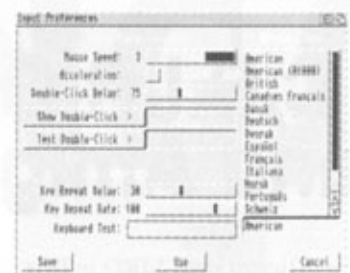 Input Preferences
Mouse Speed: 1
Acceleration:
Double-Click Delay: 75
Show Double-Click >
Test Double-Click >
Key Repeat Delay: 30
Key Repeat Rate: 100
Keyboard Test:
American
American
British
Canadien Français
Dansk
Deutsch
Dvorak
Español
Français
Italiana
Norsk
Português
Schweiz
American
Save
Use
Cancel